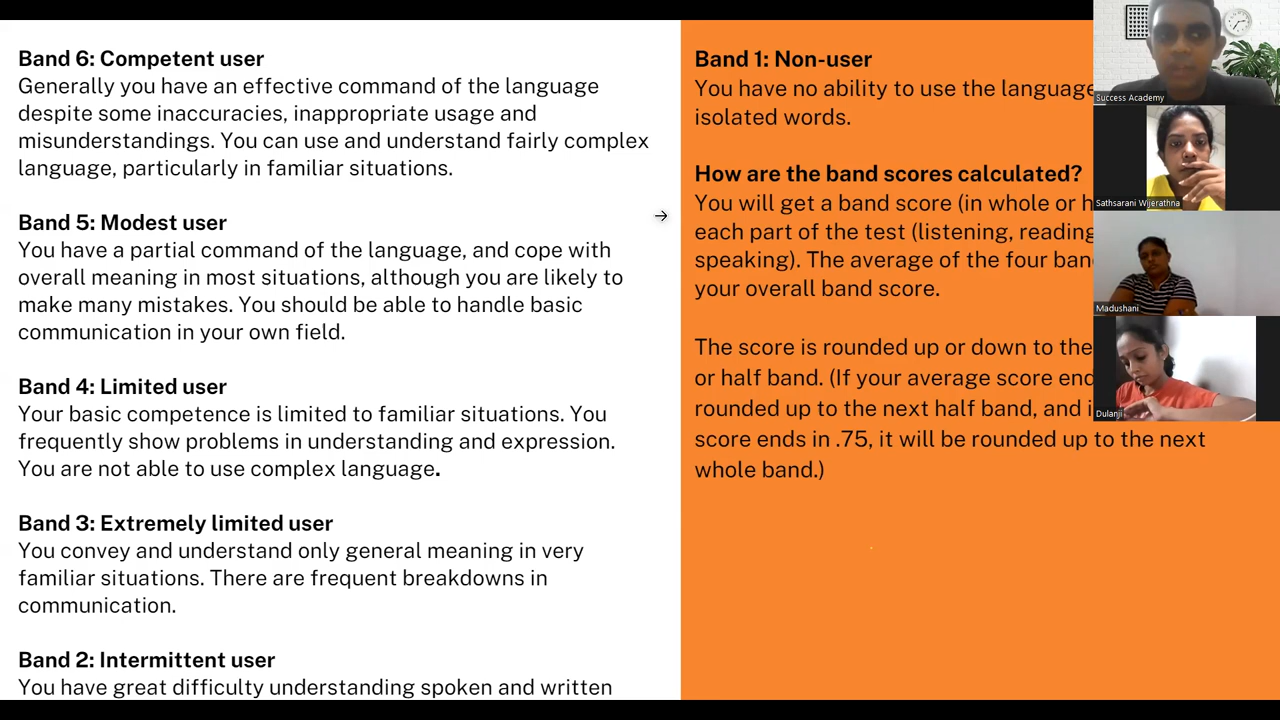 Band 6: Competent user
Generally you have an effective command of the language
despite some inaccuracies, inappropriate usage and
misunderstandings. You can use and understand fairly complex
language, particularly in familiar situations.
Band 5: Modest user
You have a partial command of the language, and cope with
overall meaning in most situations, although you are likely to
make many mistakes. You should be able to handle basic
communication in your own field.
Band 4: Limited user
Your basic competence is limited to familiar situations. You
frequently show problems in understanding and expression.
You are not able to use complex language.
Band 3: Extremely limited user
You convey and understand only general meaning in very
familiar situations. There are frequent breakdowns in
communication.
Band 2: Intermittent user
You have great difficulty understanding spoken and written
Band 1: Non-user
You have no ability to use the language
isolated words.
How are the band scores calculated?
You will get a band score (in whole or
each part of the test (listening, reading
speaking). The average of the four
your overall band score.
The score is rounded up or down to the
or half band. (If your average score
rounded up to the next half band, and
score ends in .75, it will be rounded up to the next
whole band.)
Success Academy
Sathsarani Wijerathna
Madushani
Dulanji